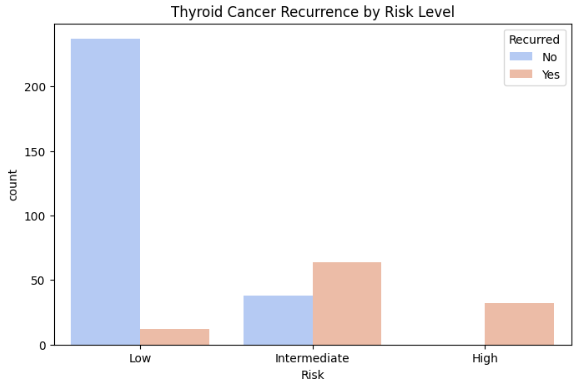 Thyroid Cancer Recurrence by Risk Level
Recurred
No
Yes
count
200
150
100
50
0
Low Intermediate High
Risk